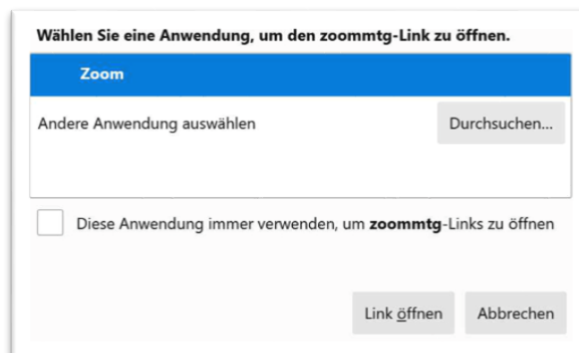 Wählen Sie eine Anwendung, um den zoommtg-Link zu öffnen.
Zoom
Andere Anwendung auswählen
Durchsuchen...
Diese Anwendung immer verwenden, um zoommtg-Links zu öffnen
Link öffnen
Abbrechen